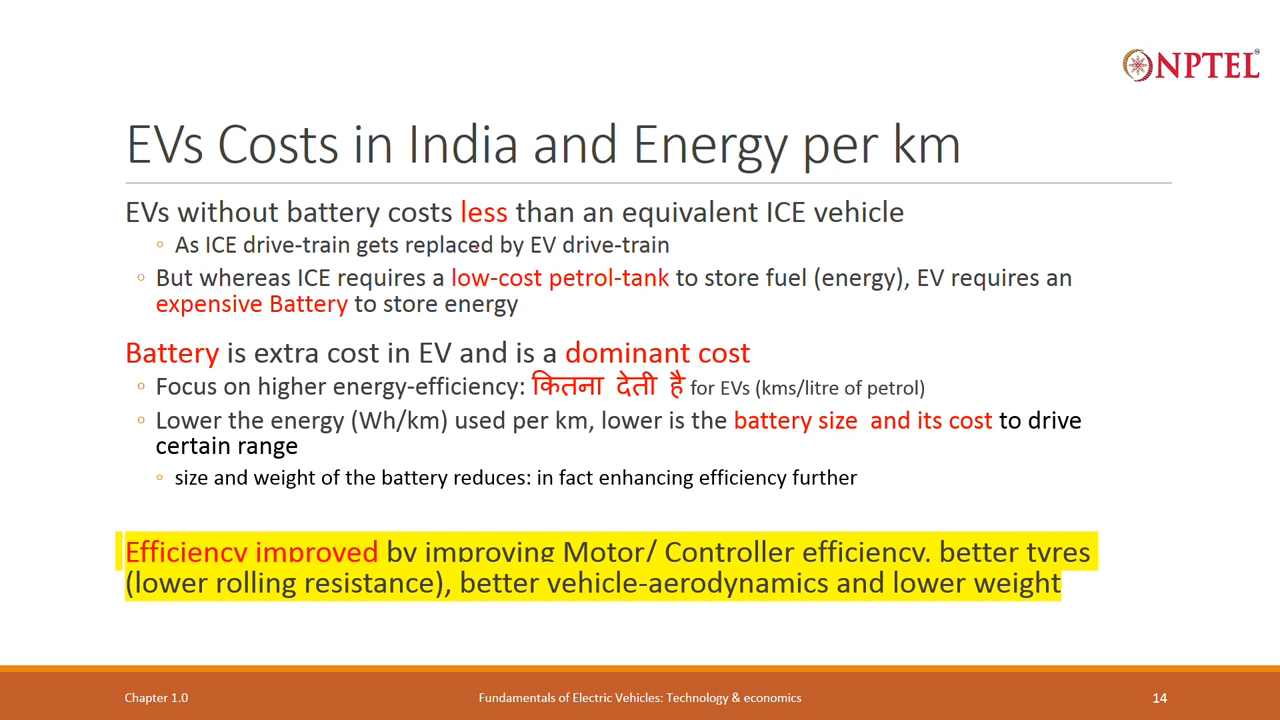 NPTEL
EVs Costs in India and Energy per km
EVs without battery costs less than an equivalent ICE vehicle
◦ As ICE drive-train gets replaced by EV drive-train
◦ But whereas ICE requires a low-cost petrol-tank to store fuel (energy), EV requires an
expensive Battery to store energy
Battery is extra cost in EV and is a dominant cost
◦ Focus on higher energy-efficiency: कितना देती है for EVs (kms/litre of petrol)
◦ Lower the energy (Wh/km) used per km, lower is the battery size and its cost to drive
certain range
◦ size and weight of the battery reduces: in fact enhancing efficiency further
Efficiency improved by improving Motor/ Controller efficiency, better tyres
(lower rolling resistance), better vehicle-aerodynamics and lower weight
Chapter 1.0 Fundamentals of Electric Vehicles: Technology & economics 14